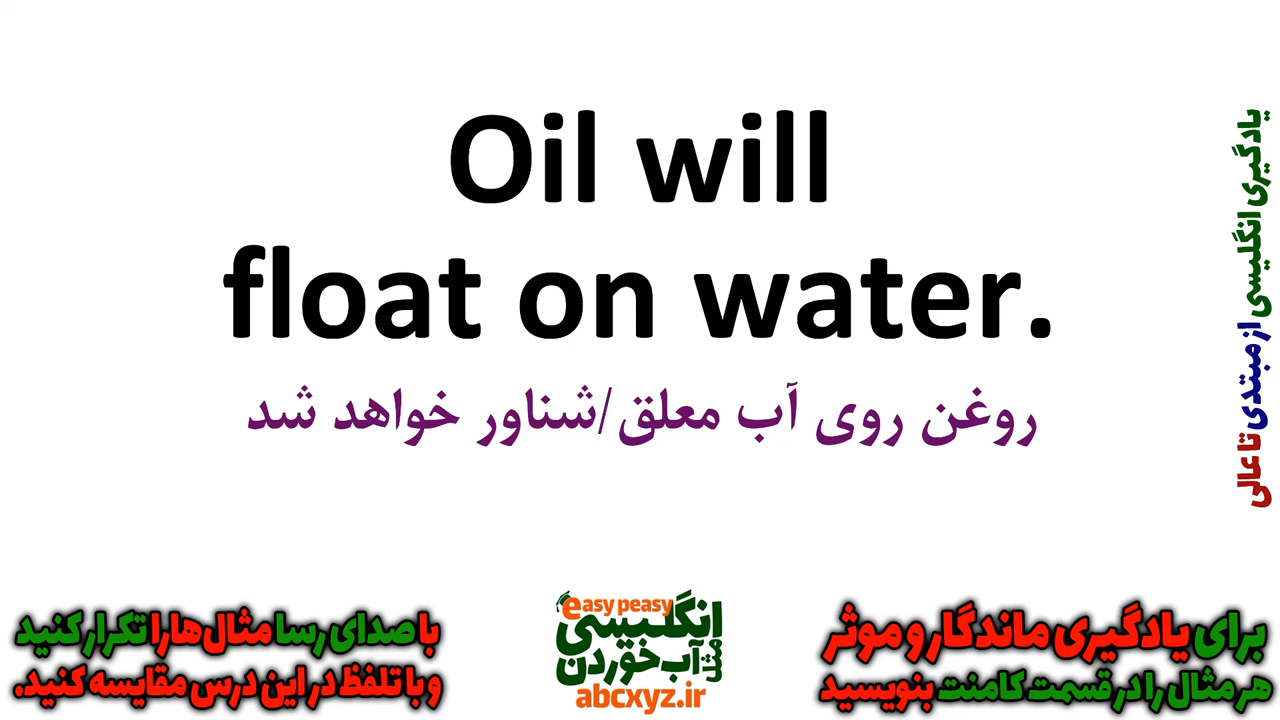 Oil will
float on water.
روغن روی آب معلق/شناور خواهد شد
یادگیری انگلیسی از مبتدی تا عالی
با صدای رسا مثال‌ها را تکرار کنید
و با تلفظ در این درس مقایسه کنید.
easy peasy
انگلیسی
مثل
آب خوردن
abcxyz.ir
برای یادگیری ماندگار و موثر
هر مثال را در قسمت کامنت بنویسید